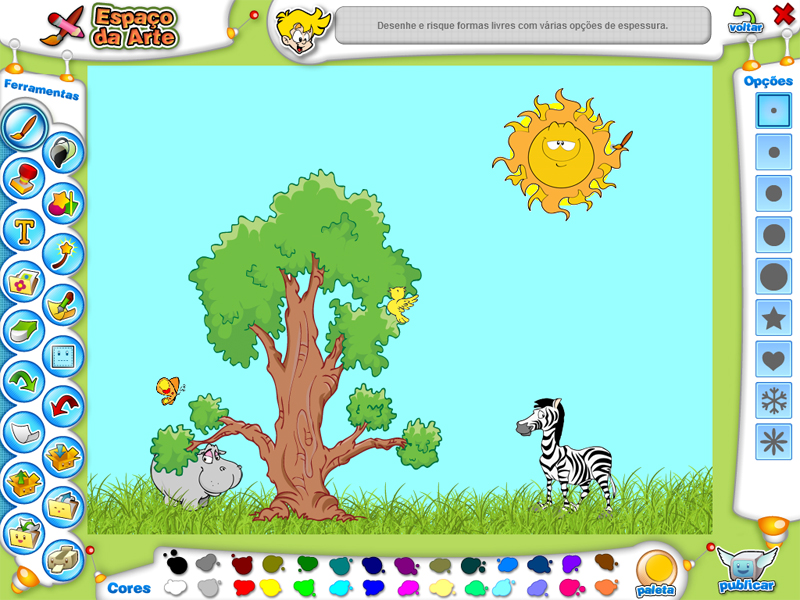 Espaço
da Arte
Desenhe e risque formas livres com várias opções de espessura.
voltar
Ferramentas
Opções
T
Cores
paleta
publicar